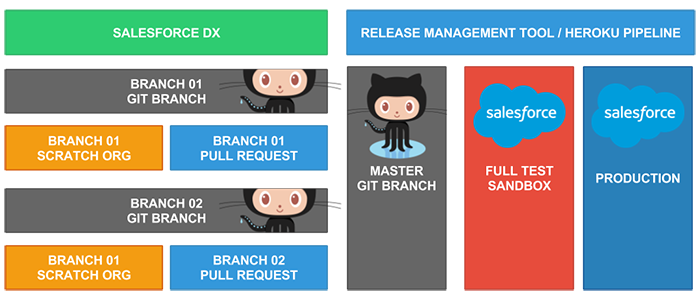 SALESFORCE DX
RELEASE MANAGEMENT TOOL / HEROKU PIPELINE
BRANCH 01
GIT BRANCH
BRANCH 01
SCRATCH ORG
BRANCH 01
PULL REQUEST
BRANCH 02
GIT BRANCH
BRANCH 01
SCRATCH ORG
BRANCH 02
PULL REQUEST
MASTER
GIT BRANCH
salesforce
FULL TEST
SANDBOX
salesforce
PRODUCTION